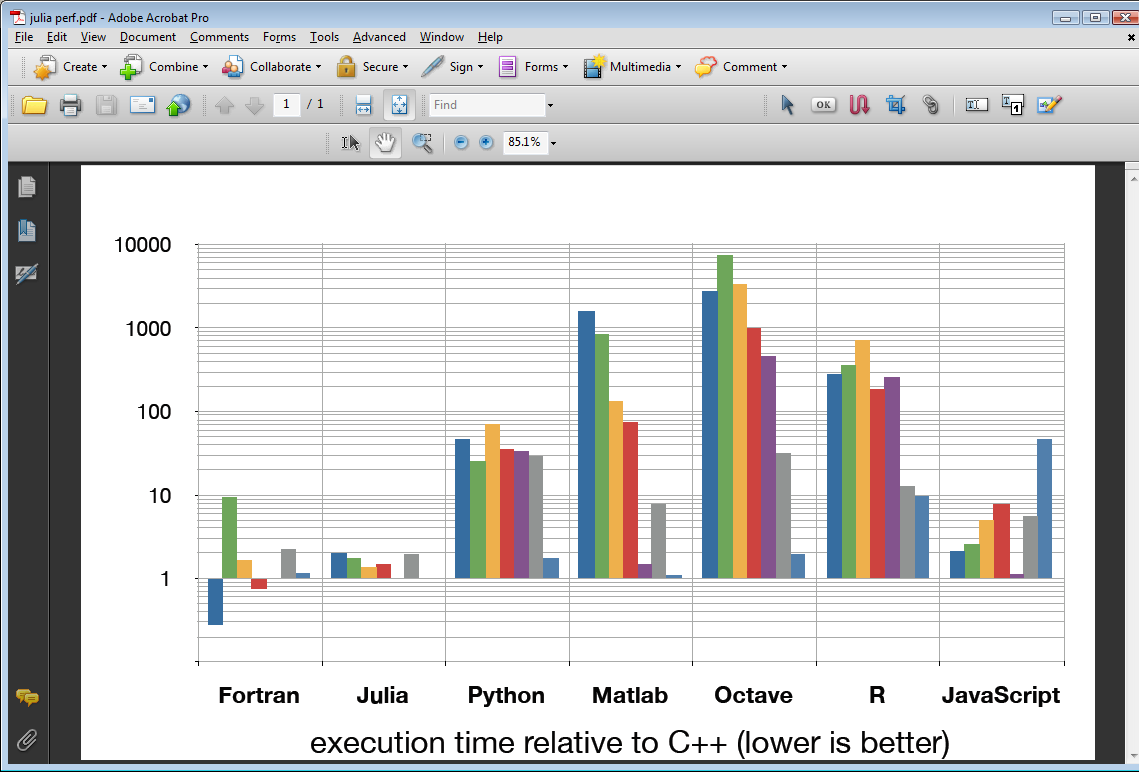 julia perf.pdf - Adobe Acrobat Pro
File Edit View Document Comments Forms Tools Advanced Window Help
Create Combine Collaborate Secure Sign Forms Multimedia Comment
1 / 1 Find OK
85.1%
10000
1000
100
10
1
Fortran Julia Python Matlab Octave R JavaScript
execution time relative to C++ (lower is better)